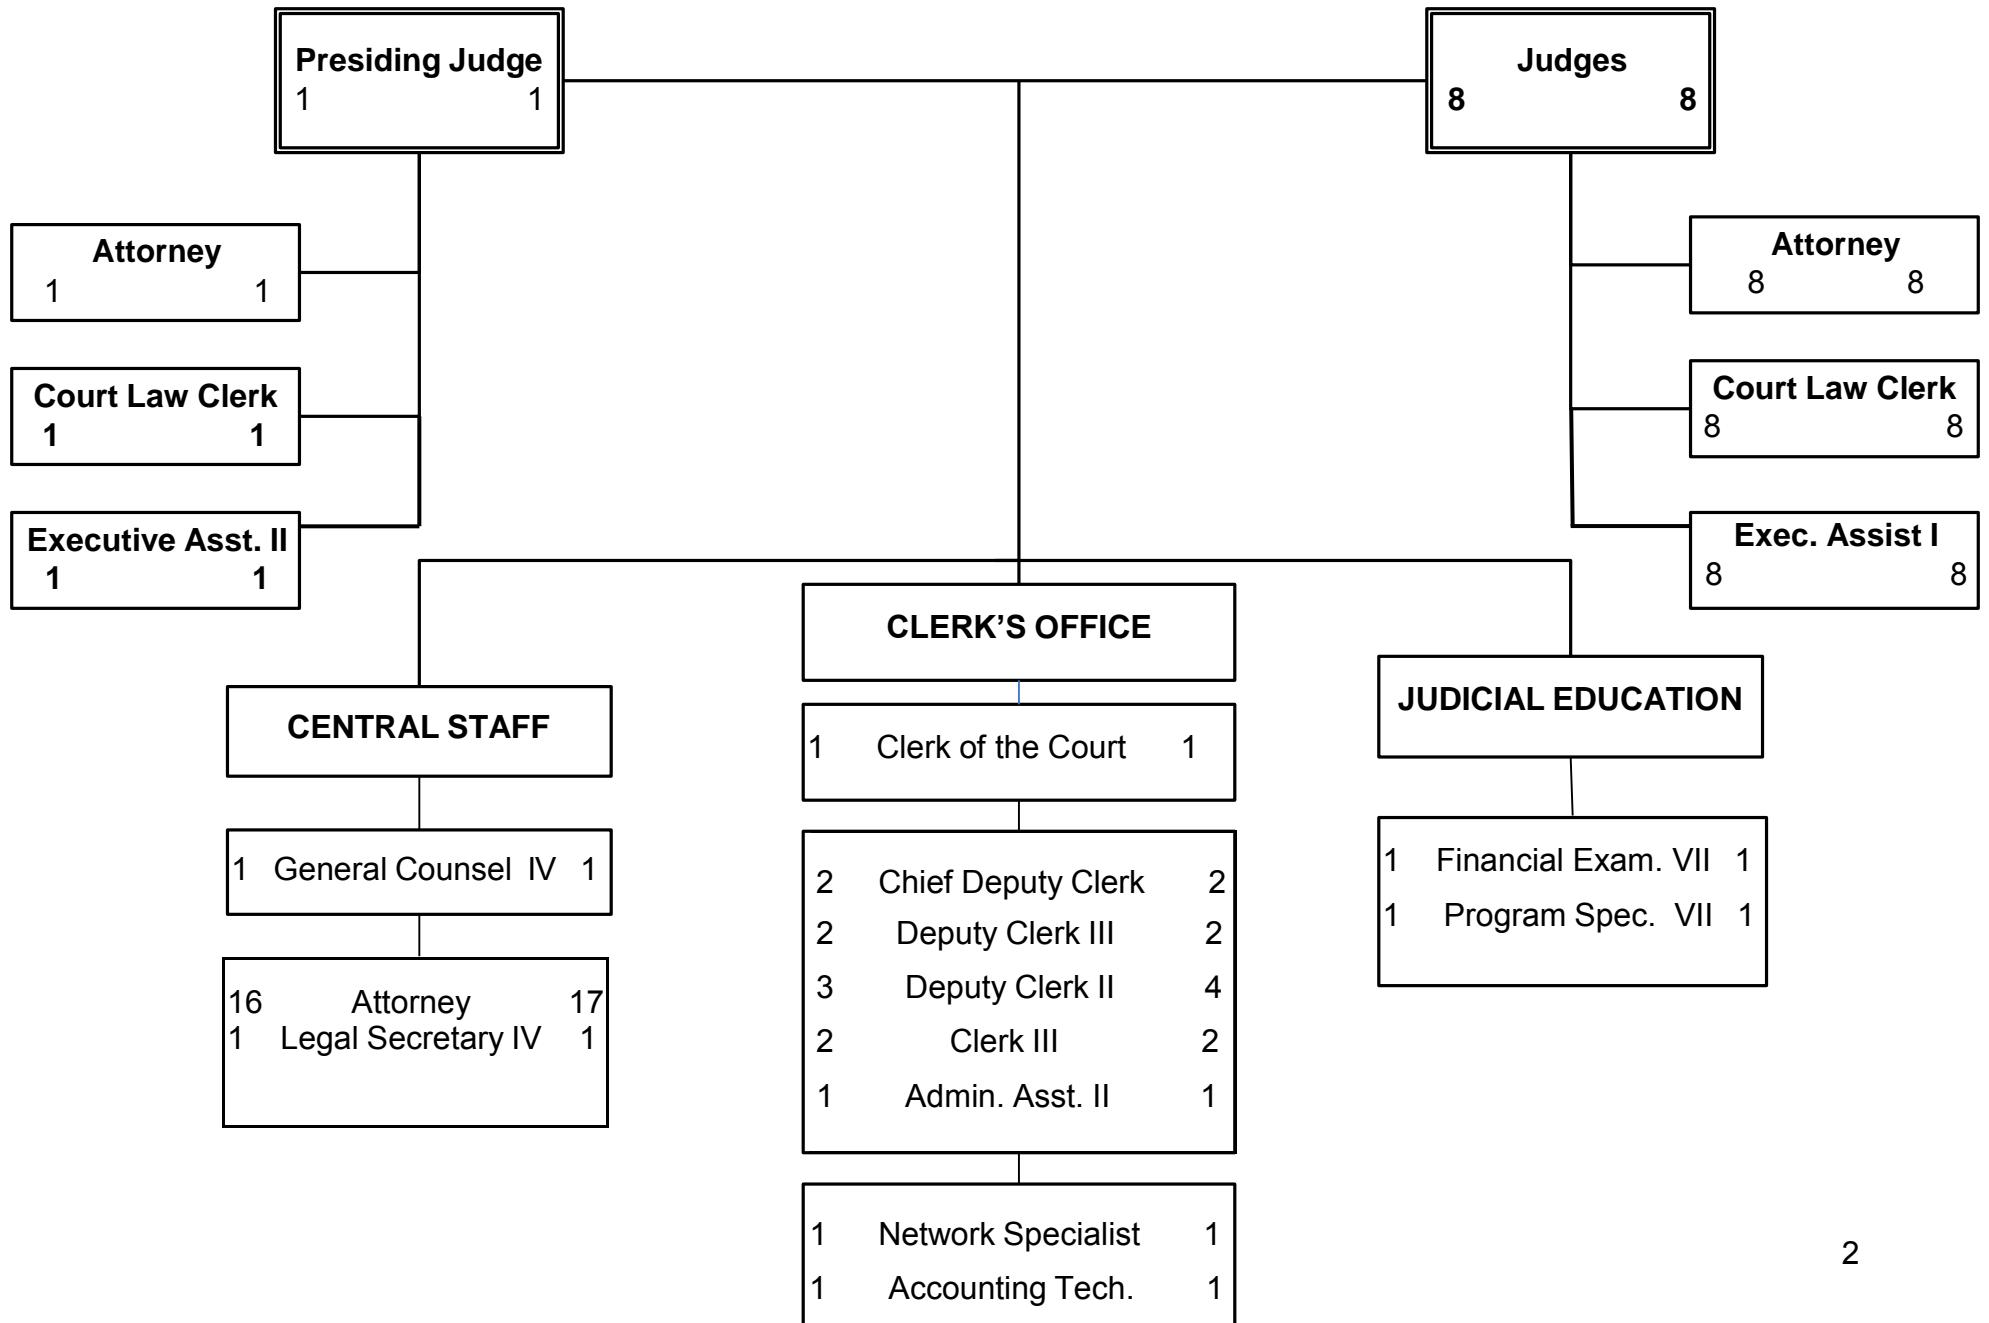 Presiding Judge
1 1
Judges
8 8
Attorney
1 1
Attorney
8 8
Court Law Clerk
1 1
Court Law Clerk
8 8
Executive Asst. II
1 1
Exec. Assist I
8 8
CLERK’S OFFICE
1 Clerk of the Court 1
2 Chief Deputy Clerk 2
2 Deputy Clerk III 2
3 Deputy Clerk II 4
2 Clerk III 2
1 Admin. Asst. II 1
1 Network Specialist 1
1 Accounting Tech. 1
CENTRAL STAFF
1 General Counsel IV 1
16 Attorney 17
1 Legal Secretary IV 1
JUDICIAL EDUCATION
1 Financial Exam. VII 1
1 Program Spec. VII 1
2